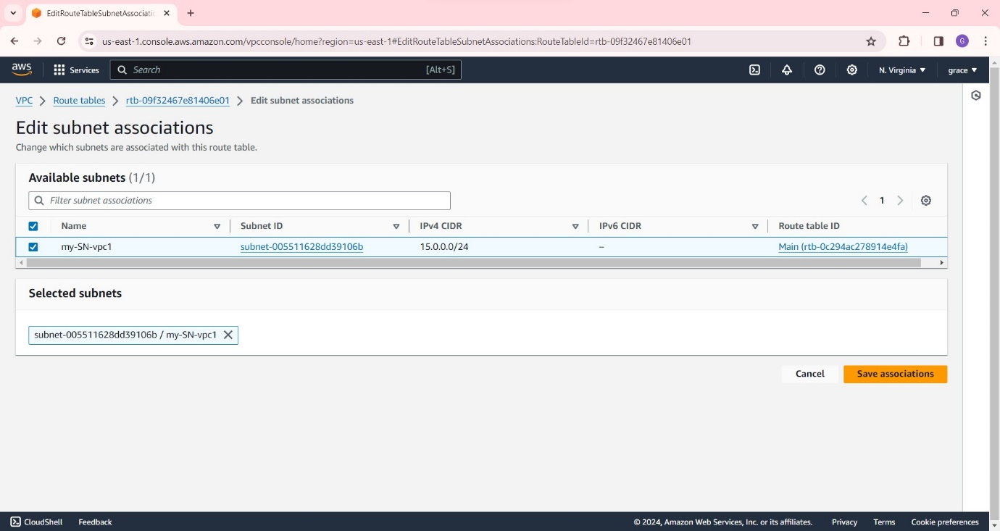 EditRouteTableSubnetAssociatio
us-east-1.console.aws.amazon.com/vpcconsole/home?region=us-east-1#EditRouteTableSubnetAssociations:RouteTableId=rtb-09f32467e81406e01
G
aws Services Search [Alt+S] N. Virginia grace
VPC Route tables rtb-09f32467e81406e01 Edit subnet associations
Edit subnet associations
Change which subnets are associated with this route table.
Available subnets (1/1)
Filter subnet associations 1
Name Subnet ID IPv4 CIDR IPv6 CIDR Route table ID
my-SN-vpc1 subnet-005511628dd39106b 15.0.0.0/24 – Main (rtb-0c294ac278914e4fa)
Selected subnets
subnet-005511628dd39106b / my-SN-vpc1
Cancel Save associations
CloudShell Feedback © 2024, Amazon Web Services, Inc. or its affiliates. Privacy Terms Cookie preferences